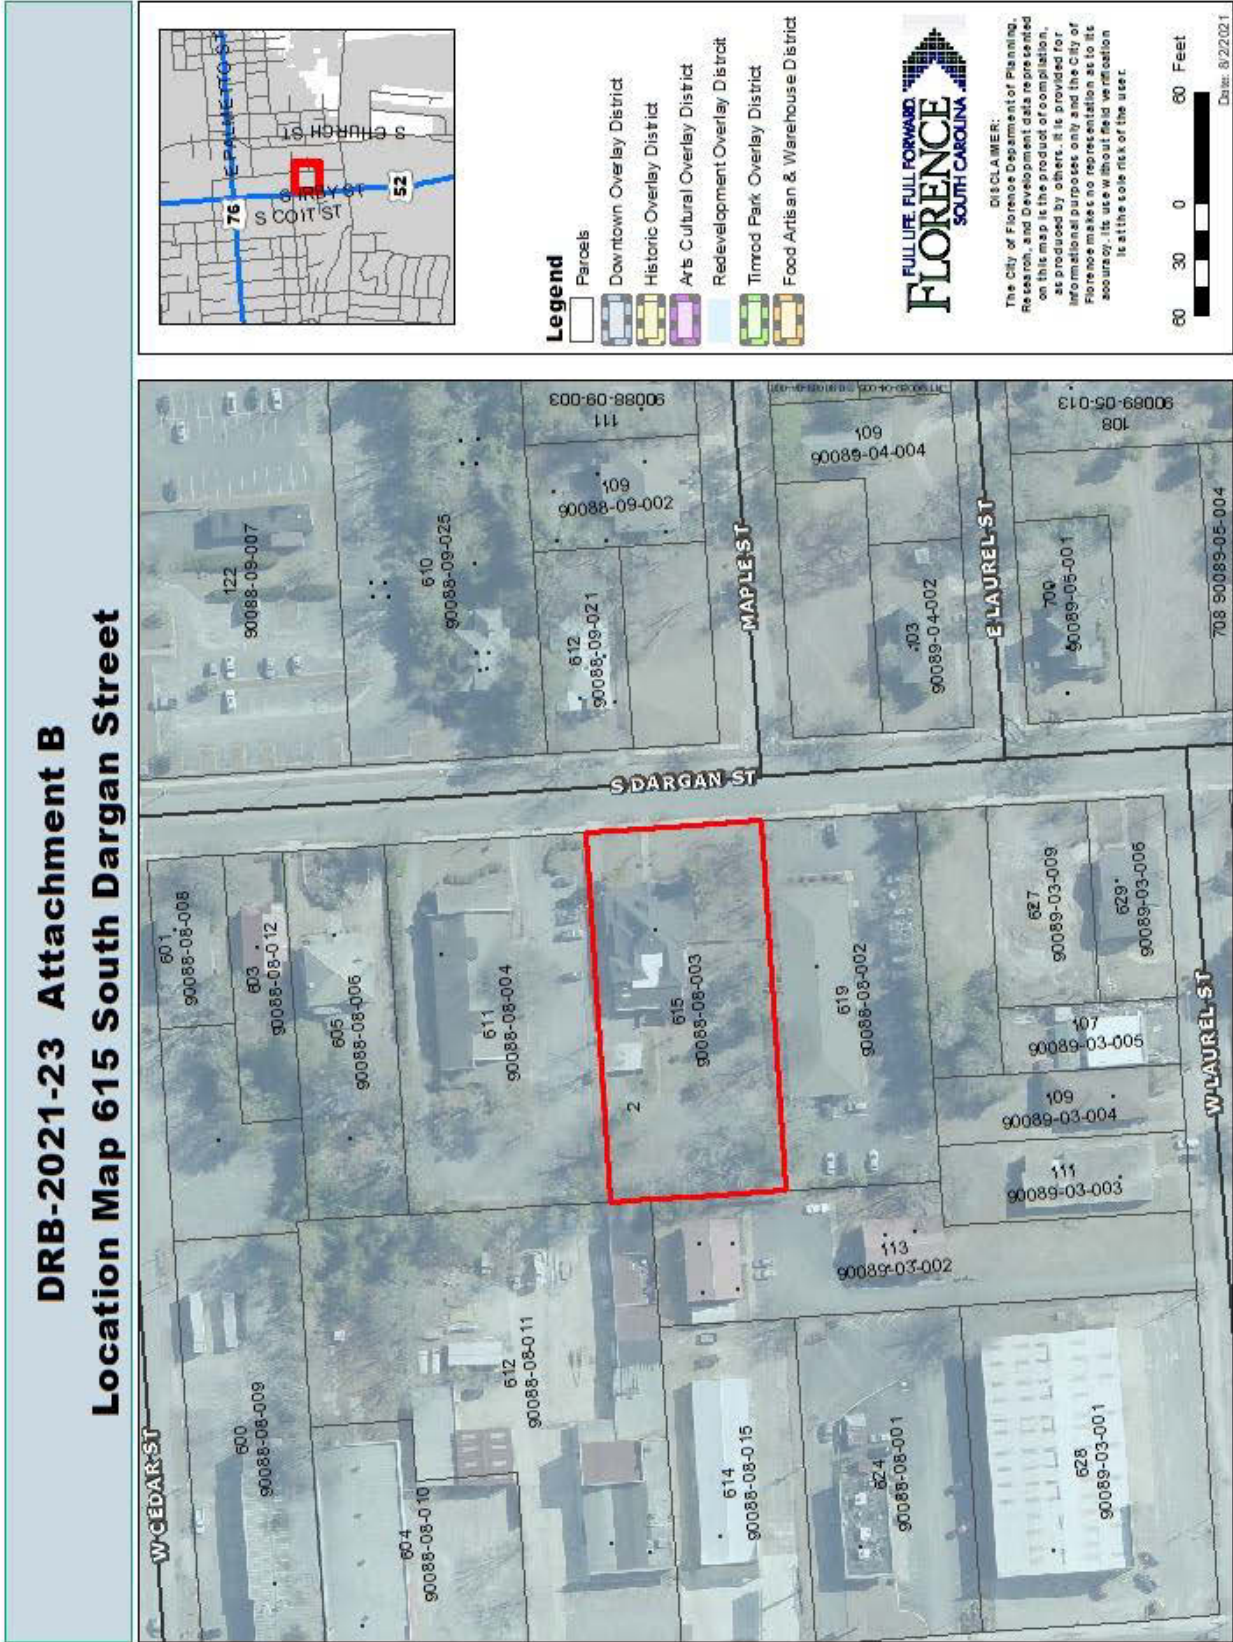 DRB-2021-23 Attachment B
Location Map 615 South Dargan Street
W CEDAR ST
600
90088-08-009
604
90088-08-010
612
90088-08-011
614
90088-08-015
624
90088-08-001
628
90089-03-001
601
90088-08-008
603
90088-08-012
605
90088-08-006
611
90088-08-004
2
615
90088-08-003
619
90088-08-002
113
90089-03-002
111
90089-03-003
109
90089-03-004
107
90089-03-005
627
90089-03-009
629
90089-03-006
W LAUREL ST
S DARGAN ST
122
90088-09-007
610
90088-09-025
612
90088-09-021
109
90088-09-002
111
90088-09-003
MAPLE ST
109
90089-04-004
103
90089-04-002
E LAUREL ST
700
90089-05-001
108
90089-05-013
708 90089-05-004
E PALMETTO ST
76
S COIT ST
S IRBY ST
S CHURCH ST
52
Legend
Parcels
Downtown Overlay District
Historic Overlay District
Arts Cultural Overlay District
Redevelopment Overlay Distrcit
Timrod Park Overlay District
Food Artisan & Warehouse District
FULL LIFE. FULL FORWARD.
FLORENCE
SOUTH CAROLINA
DISCLAIMER:
The City of Florence Department of Planning,
Research, and Development data represented
on this map is the product of compilation,
as produced by others. It is provided for
informational purposes only and the City of
Florence makes no representation as to its
accuracy. Its use without field verification
is at the sole risk of the user.
60 30 0 60 Feet
Date: 8/2/2021